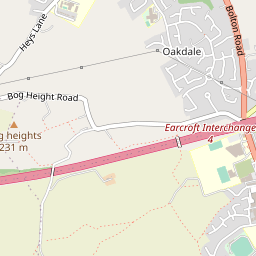 Heys Lane
Bolton Road
Oakdale
Bog Height Road
Earcroft Interchange
4
g heights
231 m